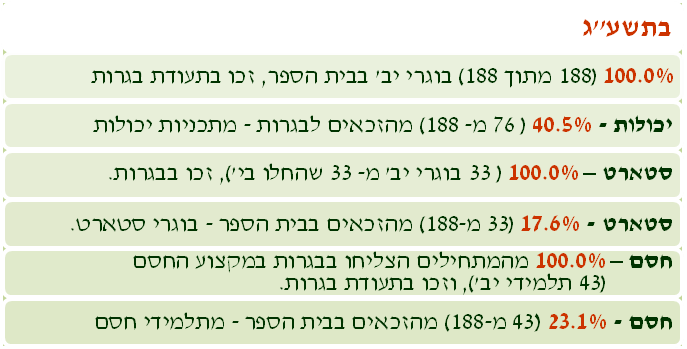 בתשע״ג
100.0% (188 מתוך 188) בוגרי יב׳ בבית הספר, זכו בתעודת בגרות
יכולות - 40.5% ( 76 מ- 188) מהזכאים לבגרות - מתכניות יכולות
סטארט – 100.0% ( 33 בוגרי יב׳ מ- 33 שהחלו בי׳), זכו בבגרות.
סטארט - 17.6% (33 מ-188) מהזכאים בבית הספר - בוגרי סטארט.
חסם – 100.0% מהמתחילים הצליחו בבגרות במקצוע החסם
(43 תלמידי יב׳), וזכו בתעודת בגרות.
חסם - 23.1% (43 מ-188) מהזכאים בבית הספר - מתלמידי חסם